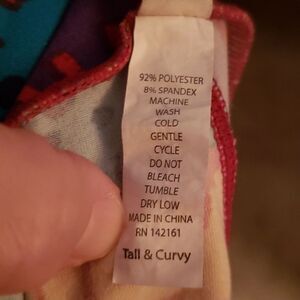 92% POLYESTER
8% SPANDEX
MACHINE
WASH
COLD
GENTLE
CYCLE
DO NOT
BLEACH
TUMBLE
DRY LOW
MADE IN CHINA
RN 142161
Tall & Curvy